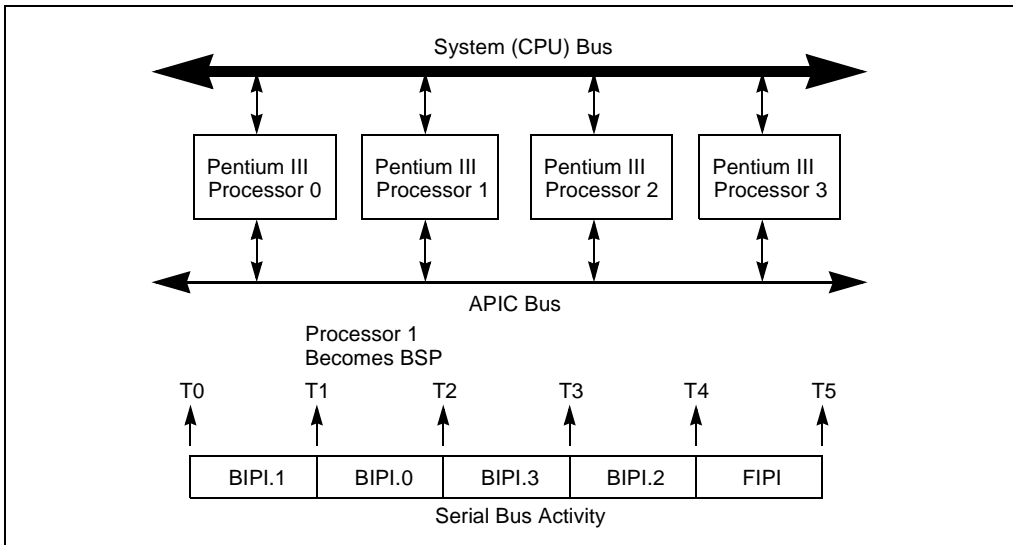 System (CPU) Bus
Pentium III
Processor 0
Pentium III
Processor 1
Pentium III
Processor 2
Pentium III
Processor 3
APIC Bus
Processor 1
Becomes BSP
T0 T1 T2 T3 T4 T5
BIPI.1 BIPI.0 BIPI.3 BIPI.2 FIPI
Serial Bus Activity